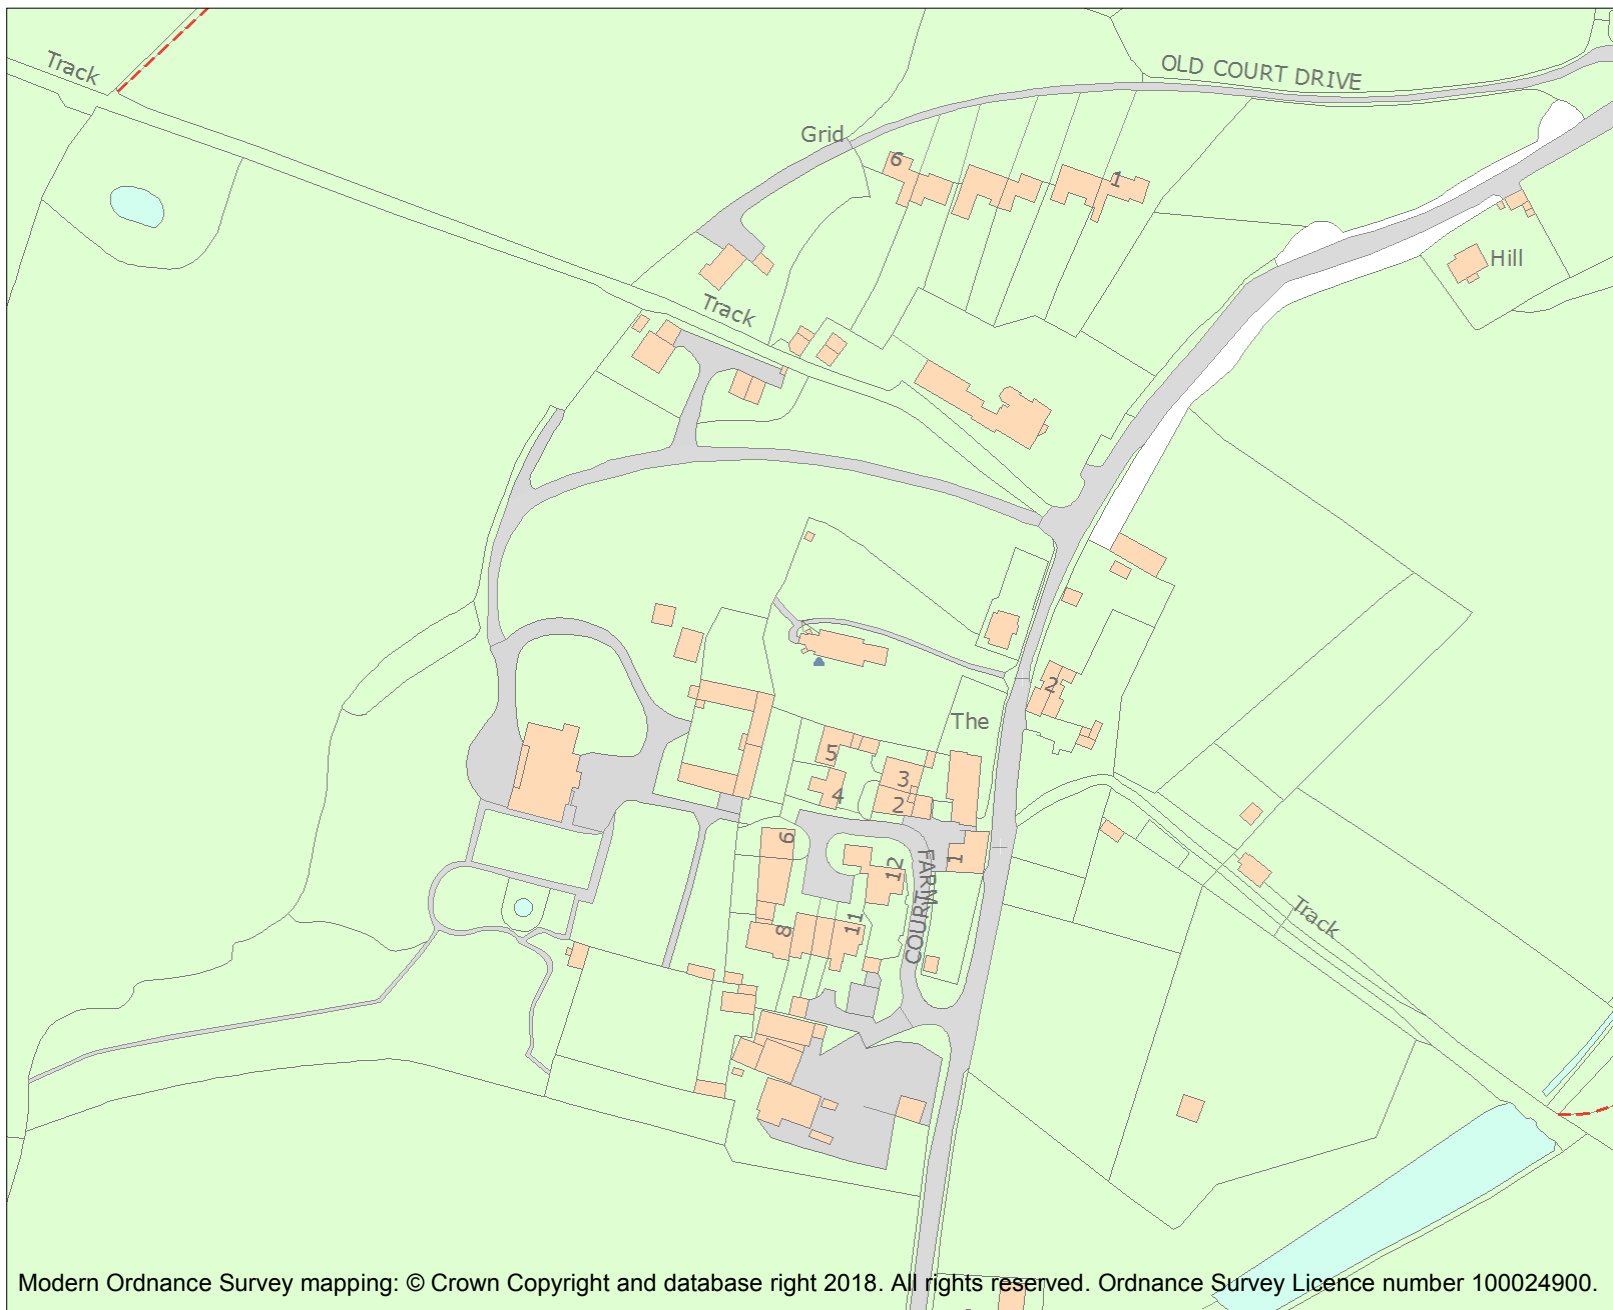 Track
OLD COURT DRIVE
Grid
6
1
Hill
Track
2
The
5
3
4
2
6
1
12
FARM
COURT
11
8
Track
Modern Ordnance Survey mapping: © Crown Copyright and database right 2018. All rights reserved. Ordnance Survey Licence number 100024900.